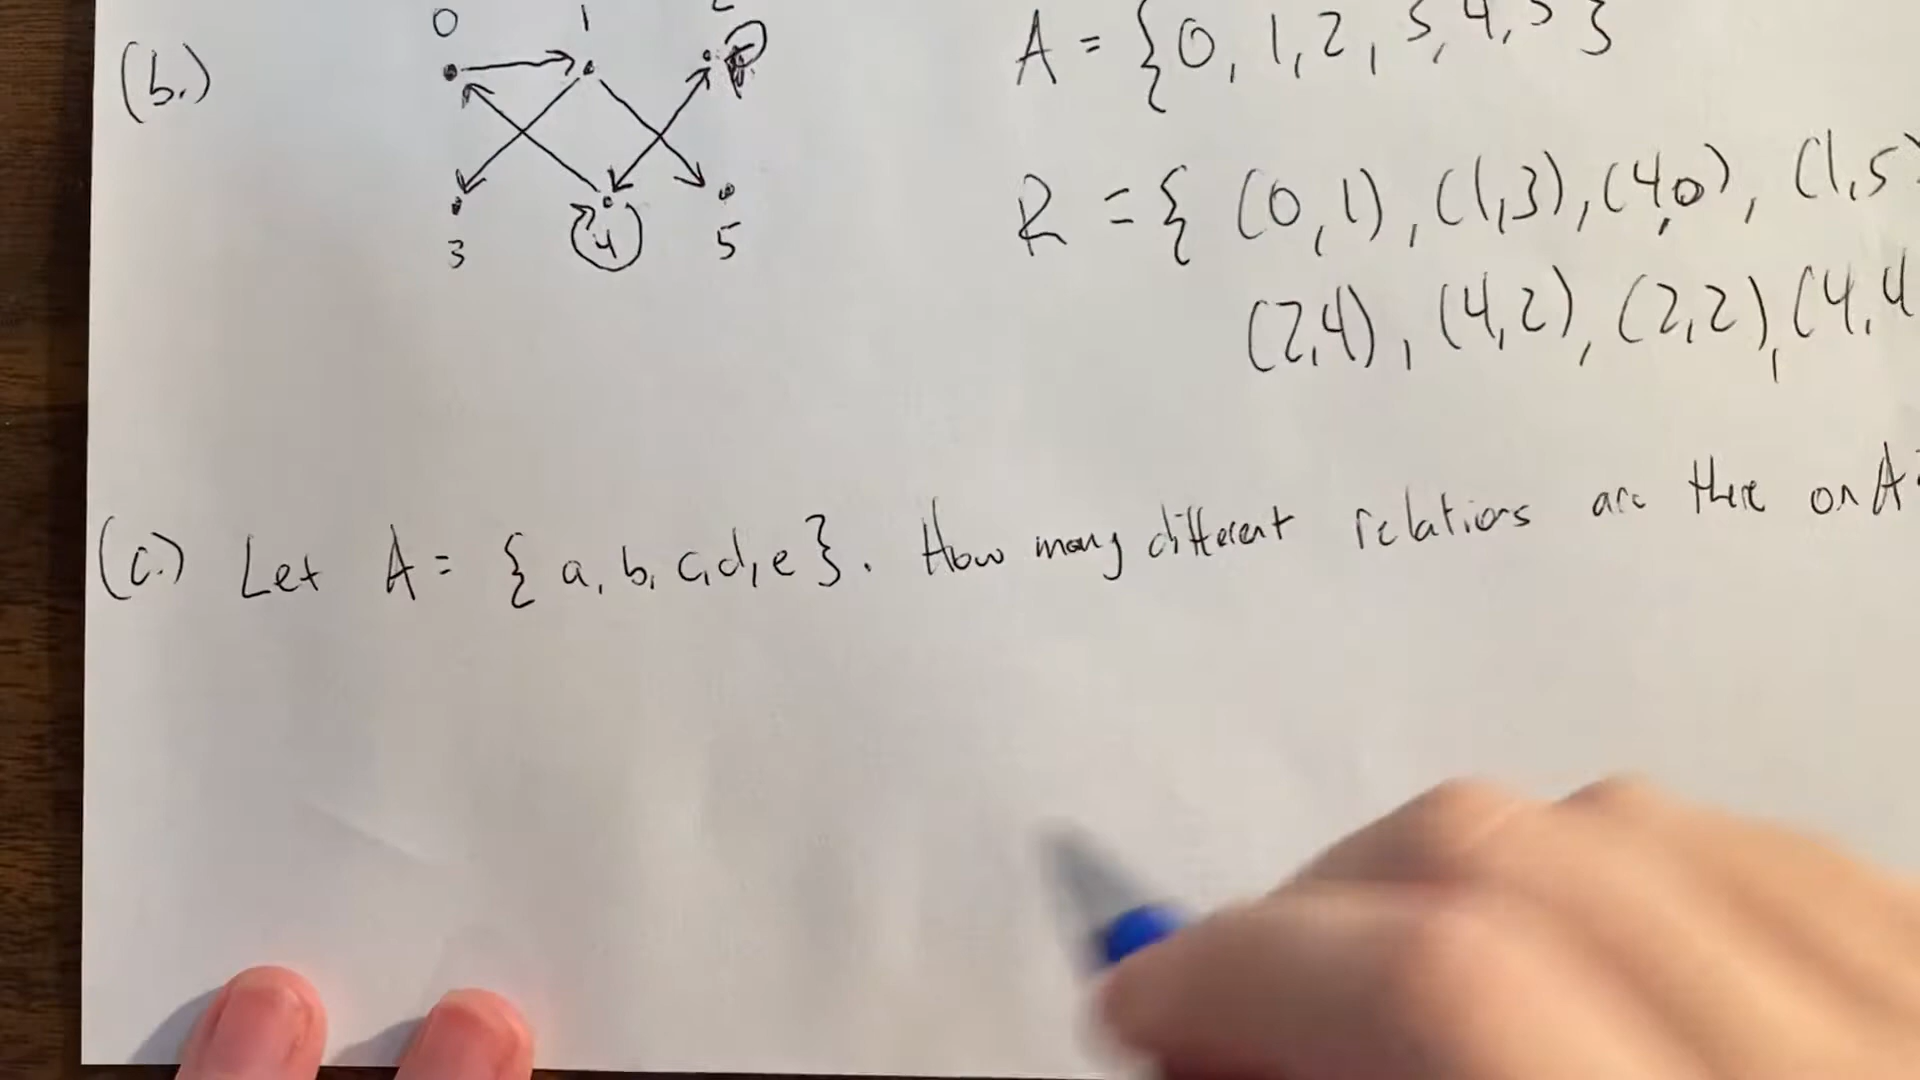 (b.)
0 1
3 4 5
A = {0, 1, 2, 3, 4, 5}
R = { (0,1), (1,3), (4,0), (1,5)
(2,4), (4,2), (2,2), (4,4
(c.) Let A = {a, b, c, d, e}. How many different relations are there on A?